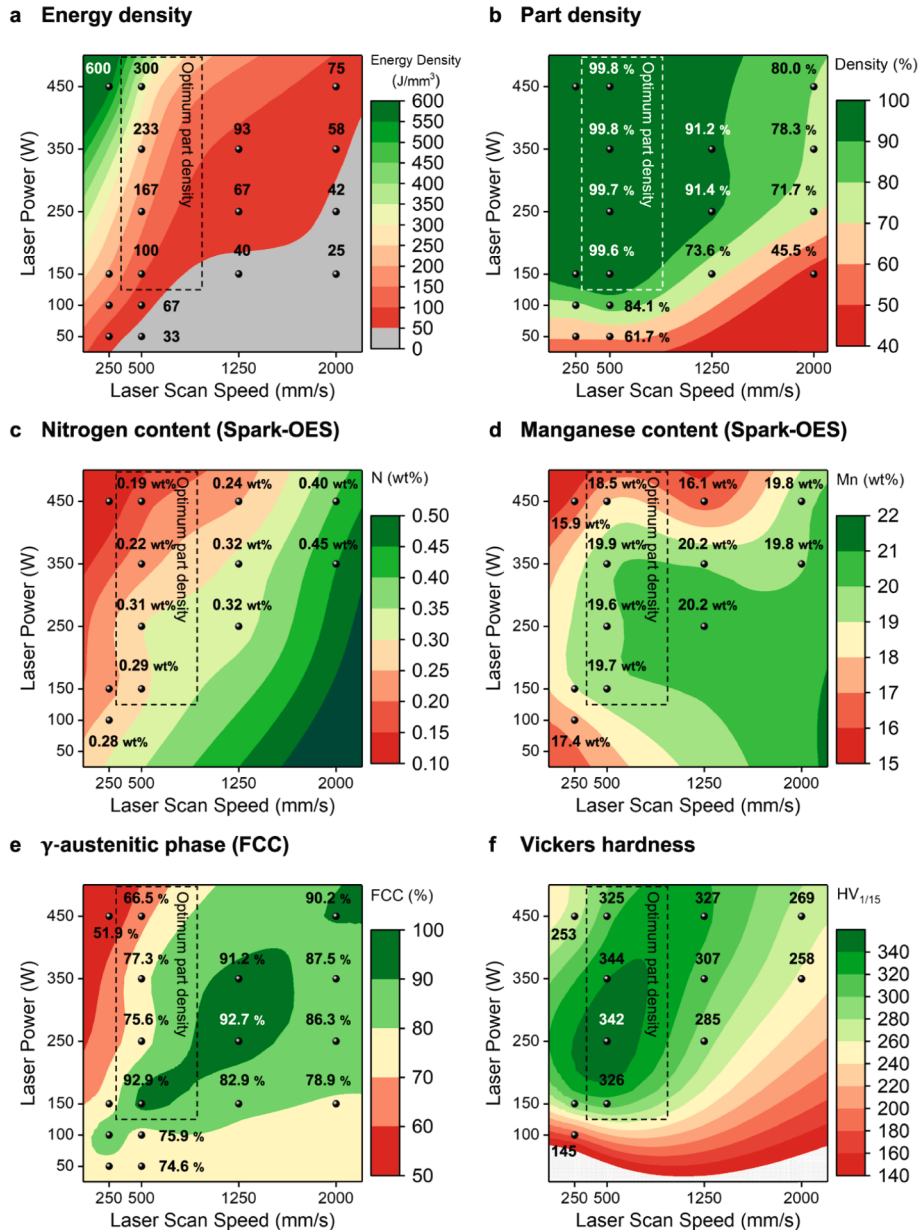 a Energy density
600
300
75
233
93
58
167
67
42
100
40
25
67
33
Optimum part density
450
350
250
150
100
50
Laser Power (W)
250 500 1250 2000
Laser Scan Speed (mm/s)
Energy Density
(J/mm³)
600
550
500
450
400
350
300
250
200
150
100
50
0
b Part density
99.8 %
80.0 %
99.8 %
91.2 %
78.3 %
99.7 %
91.4 %
71.7 %
99.6 %
73.6 %
45.5 %
84.1 %
61.7 %
Optimum part density
450
350
250
150
100
50
Laser Power (W)
250 500 1250 2000
Laser Scan Speed (mm/s)
Density (%)
100
90
80
70
60
50
40
c Nitrogen content (Spark-OES)
0.19 wt%
0.24 wt%
0.40 wt%
0.22 wt%
0.32 wt%
0.45 wt%
0.31 wt%
0.32 wt%
0.29 wt%
0.28 wt%
Optimum part density
450
350
250
150
100
50
Laser Power (W)
250 500 1250 2000
Laser Scan Speed (mm/s)
N (wt%)
0.50
0.45
0.40
0.35
0.30
0.25
0.20
0.15
0.10
d Manganese content (Spark-OES)
18.5 wt%
16.1 wt%
19.8 wt%
15.9 wt%
19.9 wt%
20.2 wt%
19.8 wt%
19.6 wt%
20.2 wt%
19.7 wt%
17.4 wt%
Optimum part density
450
350
250
150
100
50
Laser Power (W)
250 500 1250 2000
Laser Scan Speed (mm/s)
Mn (wt%)
22
21
20
19
18
17
16
15
e γ-austenitic phase (FCC)
66.5 %
90.2 %
51.9 %
77.3 %
91.2 %
87.5 %
75.6 %
92.7 %
86.3 %
92.9 %
82.9 %
78.9 %
75.9 %
74.6 %
Optimum part density
450
350
250
150
100
50
Laser Power (W)
250 500 1250 2000
Laser Scan Speed (mm/s)
FCC (%)
100
90
80
70
60
50
f Vickers hardness
325
327
269
253
344
307
258
342
285
326
145
Optimum part density
450
350
250
150
100
50
Laser Power (W)
250 500 1250 2000
Laser Scan Speed (mm/s)
HV1/15
340
320
300
280
260
240
220
200
180
160
140